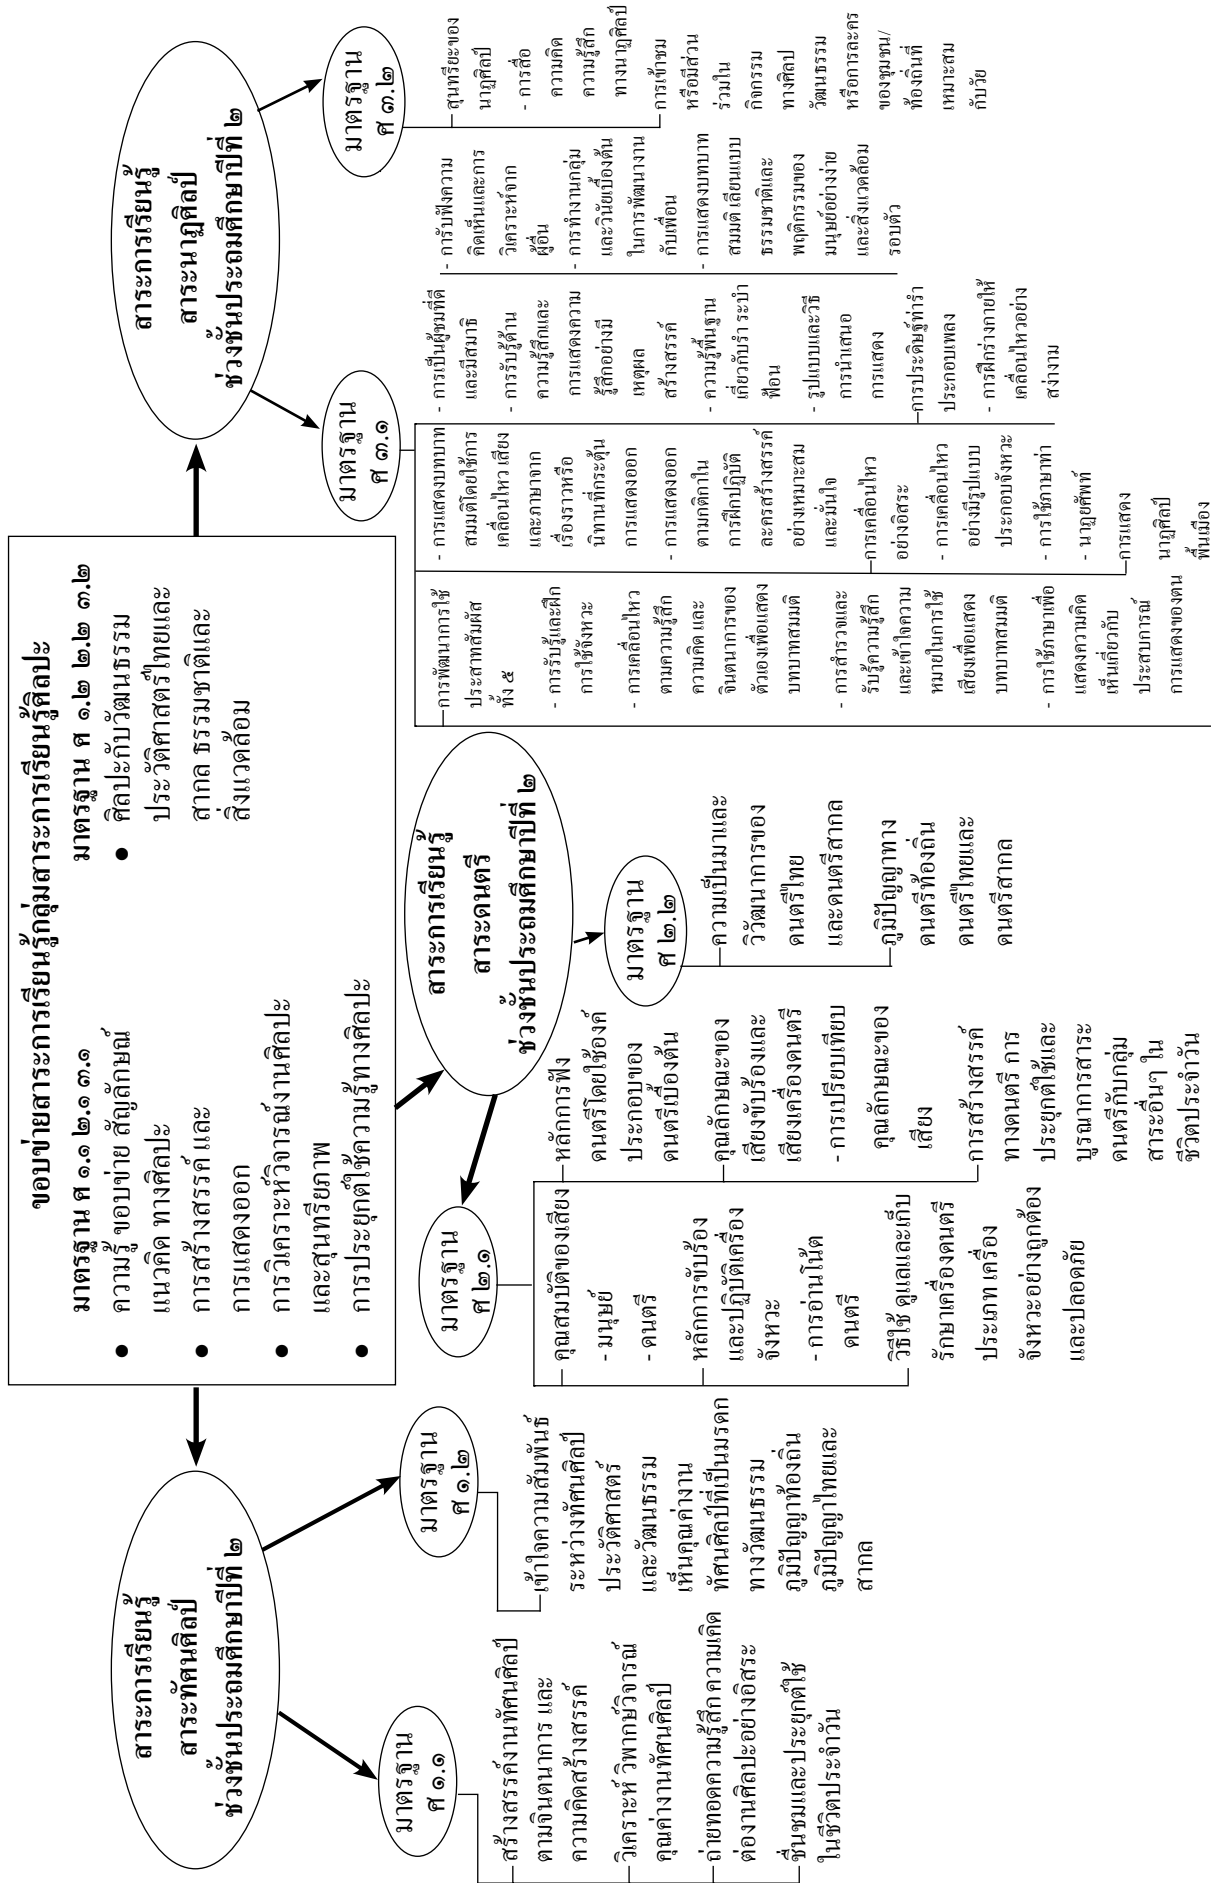 ขอบข่ายสาระการเรียนรู้กลุ่มสาระการเรียนรู้ศิลปะ
มาตรฐาน ศ ๑.๑ ๒.๑ ๓.๑
● ความรู้ ขอบข่าย สัญลักษณ์
แนวคิด ทางศิลปะ
● การสร้างสรรค์ และ
การแสดงออก
● การวิเคราะห์วิจารณ์งานศิลปะ
และสุนทรียภาพ
● การประยุกต์ใช้ความรู้ทางศิลปะ
มาตรฐาน ศ ๑.๒ ๒.๒ ๓.๒
● ศิลปะกับวัฒนธรรม
ประวัติศาสตร์ไทยและ
สากล ธรรมชาติและ
สิ่งแวดล้อม
สาระการเรียนรู้
สาระทัศนศิลป์
ช่วงชั้นประถมศึกษาปีที่ ๒
มาตรฐาน
ศ ๑.๑
สร้างสรรค์งานทัศนศิลป์
ตามจินตนาการ และ
ความคิดสร้างสรรค์
วิเคราะห์ วิพากษ์วิจารณ์
คุณค่างานทัศนศิลป์
ถ่ายทอดความรู้สึก ความคิด
ต่องานศิลปะอย่างอิสระ
ชื่นชมและประยุกต์ใช้
ในชีวิตประจำวัน
มาตรฐาน
ศ ๑.๒
เข้าใจความสัมพันธ์
ระหว่างทัศนศิลป์
ประวัติศาสตร์
และวัฒนธรรม
เห็นคุณค่างาน
ทัศนศิลป์ที่เป็นมรดก
ทางวัฒนธรรม
ภูมิปัญญาท้องถิ่น
ภูมิปัญญาไทยและ
สากล
สาระการเรียนรู้
สาระดนตรี
ช่วงชั้นประถมศึกษาปีที่ ๒
มาตรฐาน
ศ ๒.๑
คุณสมบัติของเสียง
- มนุษย์
- ดนตรี
หลักการขับร้อง
และปฏิบัติเครื่อง
จังหวะ
- การอ่านโน้ต
ดนตรี
วิธีใช้ ดูแลและเก็บ
รักษาเครื่องดนตรี
ประเภท เครื่อง
จังหวะอย่างถูกต้อง
และปลอดภัย
หลักการฟัง
ดนตรีโดยใช้องค์
ประกอบของ
ดนตรีเบื้องต้น
คุณลักษณะของ
เสียงขับร้องและ
เสียงเครื่องดนตรี
- การเปรียบเทียบ
คุณลักษณะของ
เสียง
การสร้างสรรค์
ทางดนตรี การ
ประยุกต์ใช้และ
บูรณาการสาระ
ดนตรีกับกลุ่ม
สาระอื่นๆ ใน
ชีวิตประจำวัน
มาตรฐาน
ศ ๒.๒
ความเป็นมาและ
วิวัฒนาการของ
ดนตรีไทย
และดนตรีสากล
ภูมิปัญญาทาง
ดนตรีท้องถิ่น
ดนตรีไทยและ
ดนตรีสากล
สาระการเรียนรู้
สาระนาฏศิลป์
ช่วงชั้นประถมศึกษาปีที่ ๒
มาตรฐาน
ศ ๓.๑
การพัฒนาการใช้
ประสาทสัมผัส
ทั้ง ๕
- การรับรู้และฝึก
การใช้จังหวะ
- การเคลื่อนไหว
ตามความรู้สึก
ความคิด และ
จินตนาการของ
ตัวเองเพื่อแสดง
บทบาทสมมติ
- การสำรวจและ
รับรู้ความรู้สึก
และเข้าใจความ
หมายในการใช้
เสียงเพื่อแสดง
บทบาทสมมติ
- การใช้ภาษาเพื่อ
แสดงความคิด
เห็นเกี่ยวกับ
ประสบการณ์
การแสดงของตน
- การแสดงบทบาท
สมมติโดยใช้การ
เคลื่อนไหว เสียง
และภาษาจาก
เรื่องราวหรือ
นิทานที่กระตุ้น
การแสดงออก
- การแสดงออก
ตามกติกาใน
การฝึกปฏิบัติ
ละครสร้างสรรค์
อย่างเหมาะสม
และมั่นใจ
การเคลื่อนไหว
อย่างอิสระ
- การเคลื่อนไหว
อย่างมีรูปแบบ
ประกอบจังหวะ
- การใช้ภาษาท่า
- นาฏยศัพท์
การแสดง
นาฏศิลป์
พื้นเมือง
- การเป็นผู้ชมที่ดี
และมีสมาธิ
- การรับรู้ด้าน
ความรู้สึกและ
การแสดงความ
รู้สึกอย่างมี
เหตุผล
สร้างสรรค์
- ความรู้พื้นฐาน
เกี่ยวกับรำ ระบำ
ฟ้อน
- รูปแบบและวิธี
การนำเสนอ
การแสดง
การประดิษฐ์ท่ารำ
ประกอบเพลง
- การฝึกร่างกายให้
เคลื่อนไหวอย่าง
สง่างาม
- การรับฟังความ
คิดเห็นและการ
วิเคราะห์จาก
ผู้อื่น
- การทำงานกลุ่ม
และวินัยเบื้องต้น
ในการพัฒนางาน
กับเพื่อน
- การแสดงบทบาท
สมมติ เลียนแบบ
ธรรมชาติและ
พฤติกรรมของ
มนุษย์อย่างง่าย
และสิ่งแวดล้อม
รอบตัว
มาตรฐาน
ศ ๓.๒
สุนทรียะของ
นาฏศิลป์
- การสื่อ
ความคิด
ความรู้สึก
ทางนาฏศิลป์
การเข้าชม
หรือมีส่วน
ร่วมใน
กิจกรรม
ทางศิลป
วัฒนธรรม
หรือการละคร
ของชุมชน/
ท้องถิ่นที่
เหมาะสม
กับวัย